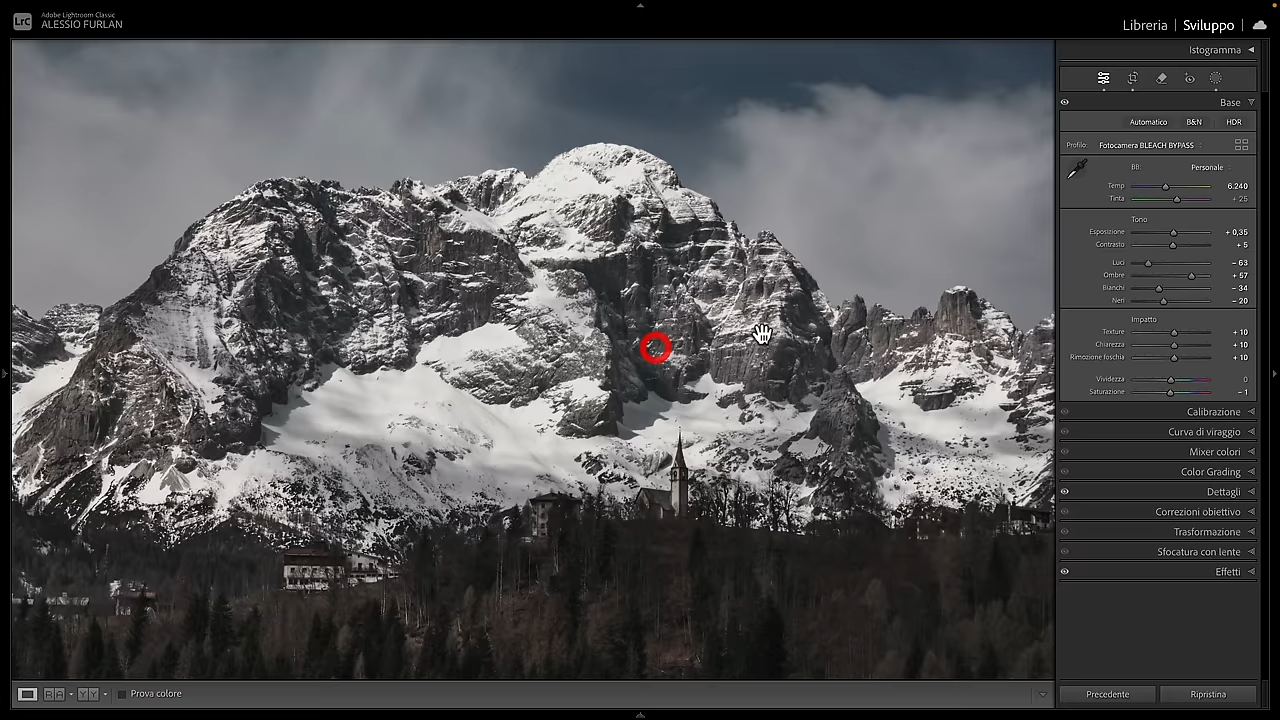 LrC
Adobe Lightroom Classic
ALESSIO FURLAN
Libreria | Sviluppo |
Istogramma
Base
Automatico B&N HDR
Profilo: Fotocamera BLEACH BYPASS
BB: Personale
Temp 6.240
Tinta + 25
Tono
Esposizione + 0,35
Contrasto + 5
Luci - 63
Ombre + 57
Bianchi - 34
Neri - 20
Impatto
Texture + 10
Chiarezza + 10
Rimozione foschia + 10
Vividezza 0
Saturazione - 1
Calibrazione
Curva di viraggio
Mixer colori
Color Grading
Dettagli
Correzioni obiettivo
Trasformazione
Sfocatura con lente
Effetti
R A Y Y Prova colore
Precedente Ripristina